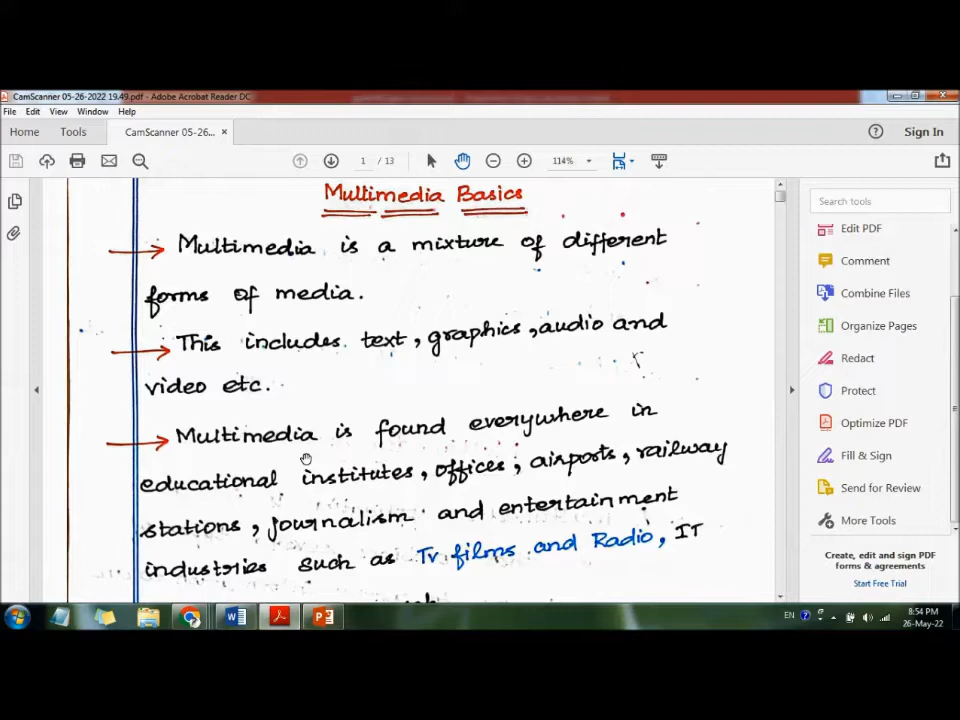 CamScanner 05-26-2022 19.49.pdf - Adobe Acrobat Reader DC
File Edit View Window Help
Home Tools CamScanner 05-26... × Sign In
1 / 13 114%
Multimedia Basics
Multimedia is a mixture of different
forms of media.
This includes text, graphics, audio and
video etc.
Multimedia is found everywhere in
educational institutes, offices, airports, railway
stations, journalism and entertainment
industries such as Tv films and Radio, IT
Search tools
Edit PDF
Comment
Combine Files
Organize Pages
Redact
Protect
Optimize PDF
Fill & Sign
Send for Review
More Tools
Create, edit and sign PDF
forms & agreements
Start Free Trial
EN 8:54 PM
26-May-22